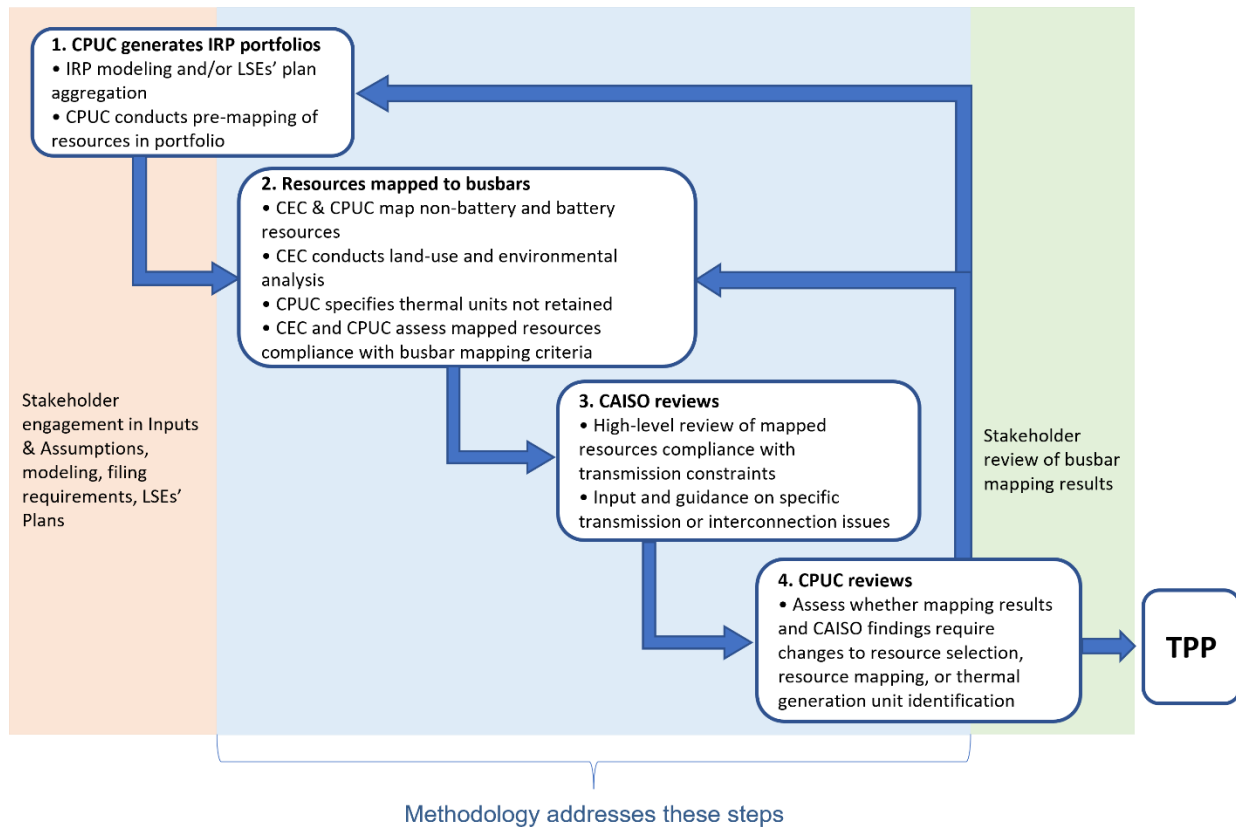 1. CPUC generates IRP portfolios
• IRP modeling and/or LSEs’ plan
aggregation
• CPUC conducts pre-mapping of
resources in portfolio
2. Resources mapped to busbars
• CEC & CPUC map non-battery and battery
resources
• CEC conducts land-use and environmental
analysis
• CPUC specifies thermal units not retained
• CEC and CPUC assess mapped resources
compliance with busbar mapping criteria
Stakeholder
engagement in Inputs
& Assumptions,
modeling, filing
requirements, LSEs’
Plans
3. CAISO reviews
• High-level review of mapped
resources compliance with
transmission constraints
• Input and guidance on specific
transmission or interconnection issues
Stakeholder
review of busbar
mapping results
4. CPUC reviews
• Assess whether mapping results
and CAISO findings require
changes to resource selection,
resource mapping, or thermal
generation unit identification
TPP
Methodology addresses these steps